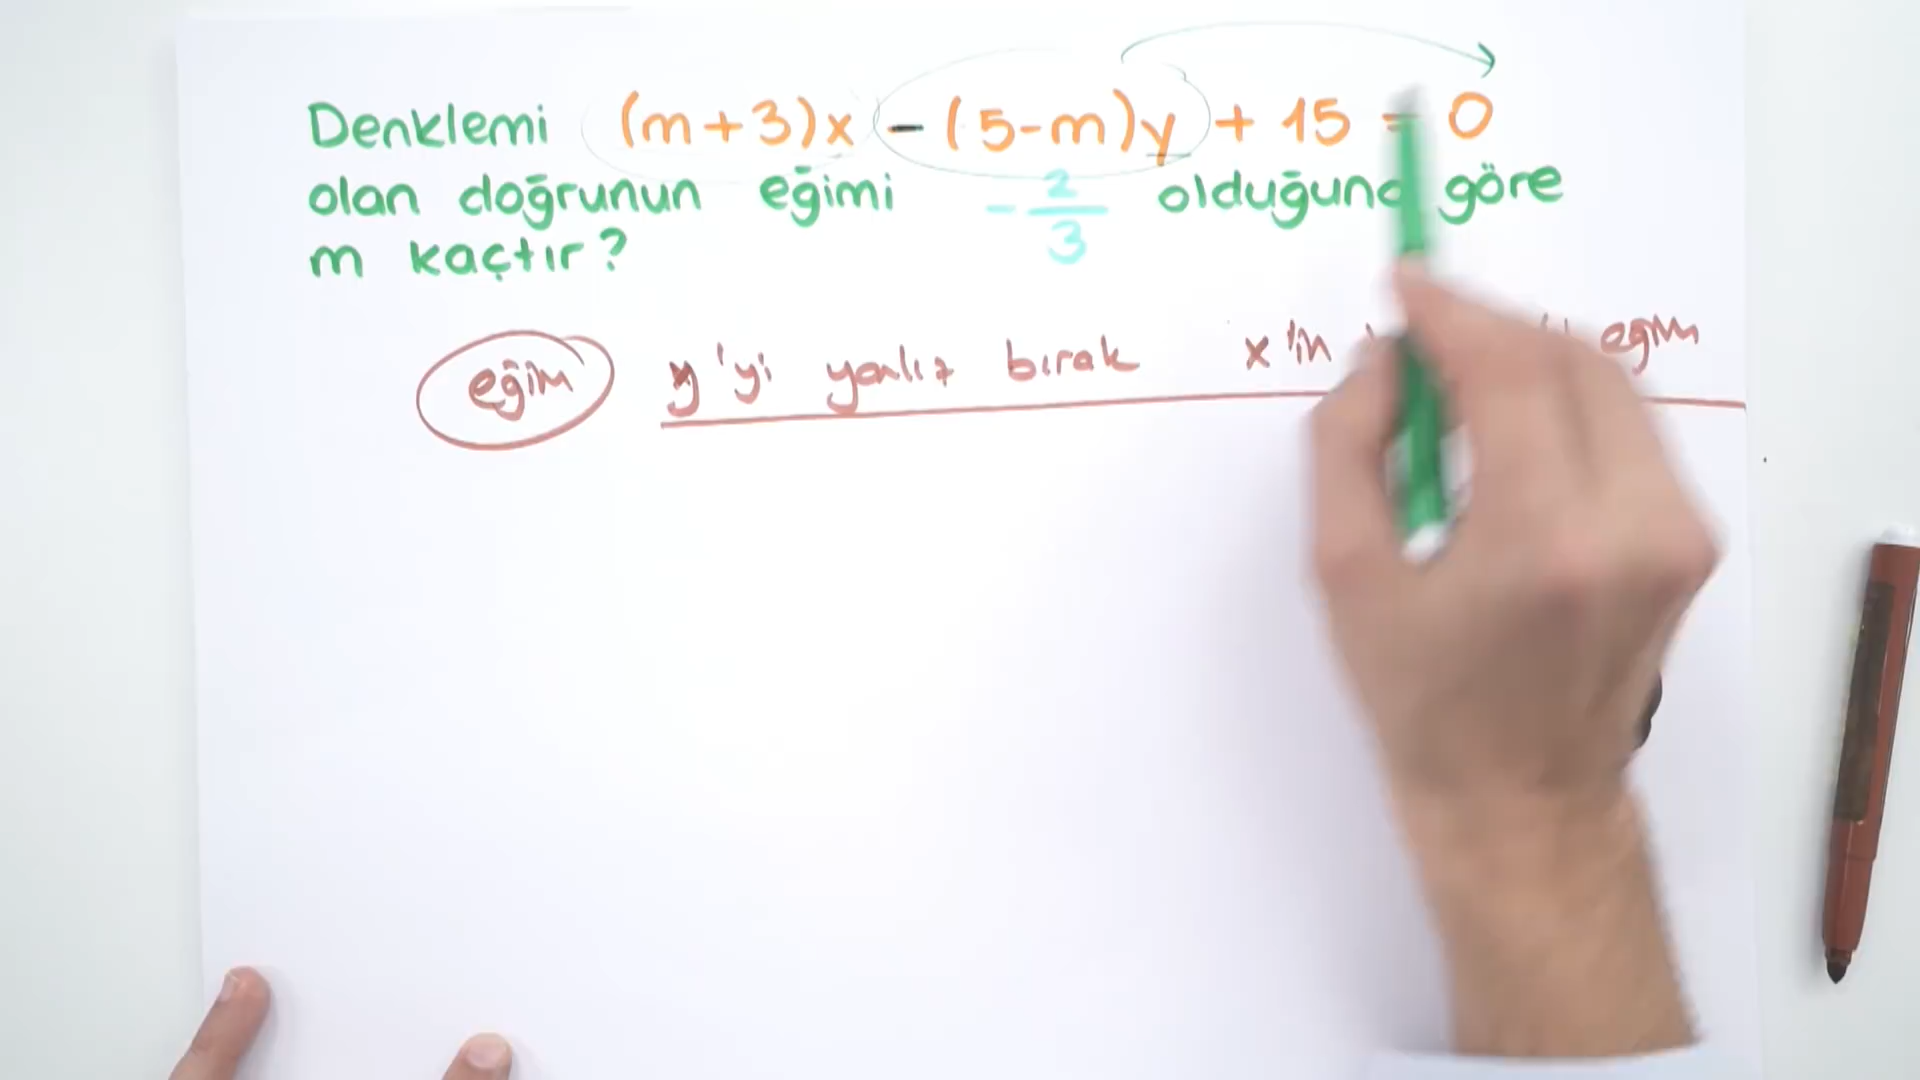 Denklemi (m+3)x - (5-m)y + 15 = 0
olan doğrunun eğimi - 2/3 olduğuna göre
m kaçtır?
eğim y'yi yalnız bırak x'in eğim